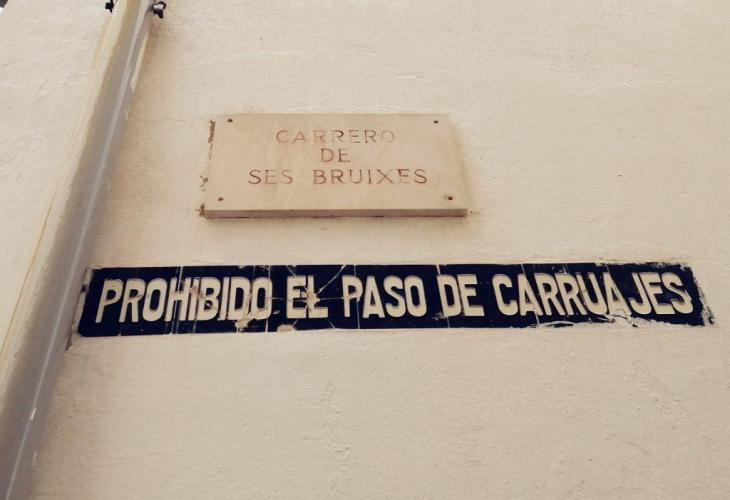 CARRERO
DE
SES BRUIXES
PROHIBIDO EL PASO DE CARRUAJES